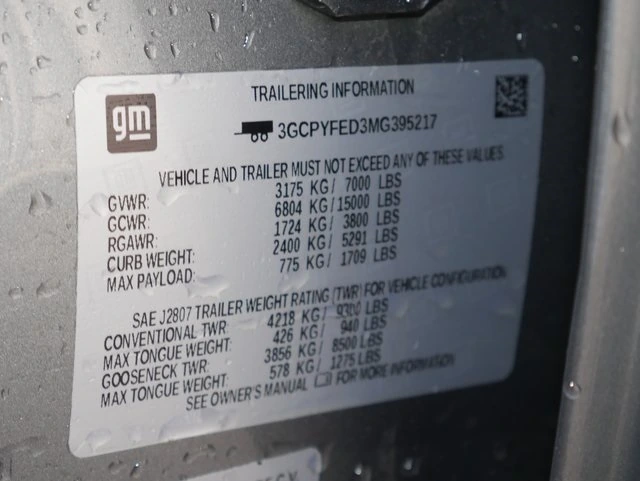 gm
TRAILERING INFORMATION
3GCPYFED3MG395217
VEHICLE AND TRAILER MUST NOT EXCEED ANY OF THESE VALUES
GVWR: 3175 KG/ 7000 LBS
GCWR: 6804 KG/15000 LBS
RGAWR: 1724 KG/ 3800 LBS
CURB WEIGHT: 2400 KG/ 5291 LBS
MAX PAYLOAD: 775 KG/ 1709 LBS
SAE J2807 TRAILER WEIGHT RATING (TWR) FOR VEHICLE CONFIGURATION
CONVENTIONAL TWR: 4218 KG/ 9300 LBS
MAX TONGUE WEIGHT: 426 KG/ 940 LBS
GOOSENECK TWR: 3856 KG/ 8500 LBS
MAX TONGUE WEIGHT: 578 KG/ 1275 LBS
SEE OWNER'S MANUAL FOR MORE INFORMATION